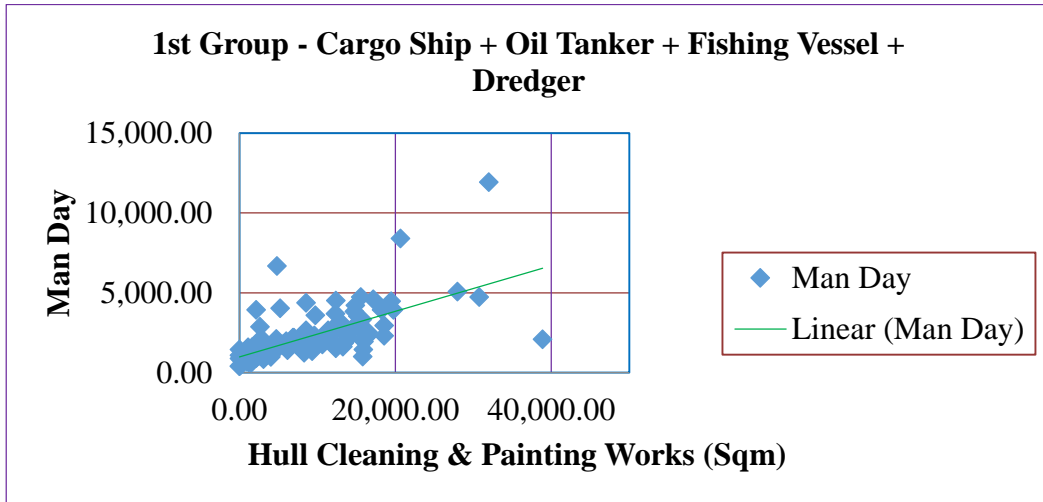 1st Group - Cargo Ship + Oil Tanker + Fishing Vessel +
Dredger
15,000.00
10,000.00
5,000.00
0.00
Man Day
0.00 20,000.00 40,000.00
Hull Cleaning & Painting Works (Sqm)
Man Day
Linear (Man Day)